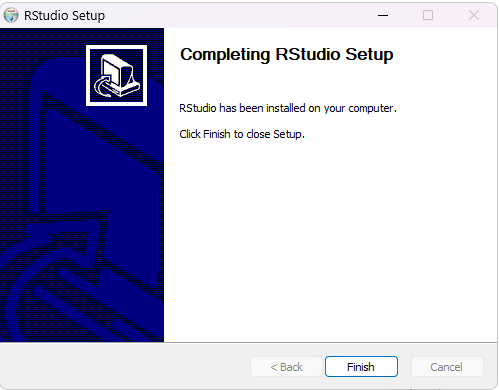 RStudio Setup
Completing RStudio Setup
RStudio has been installed on your computer.
Click Finish to close Setup.
< Back
Finish
Cancel